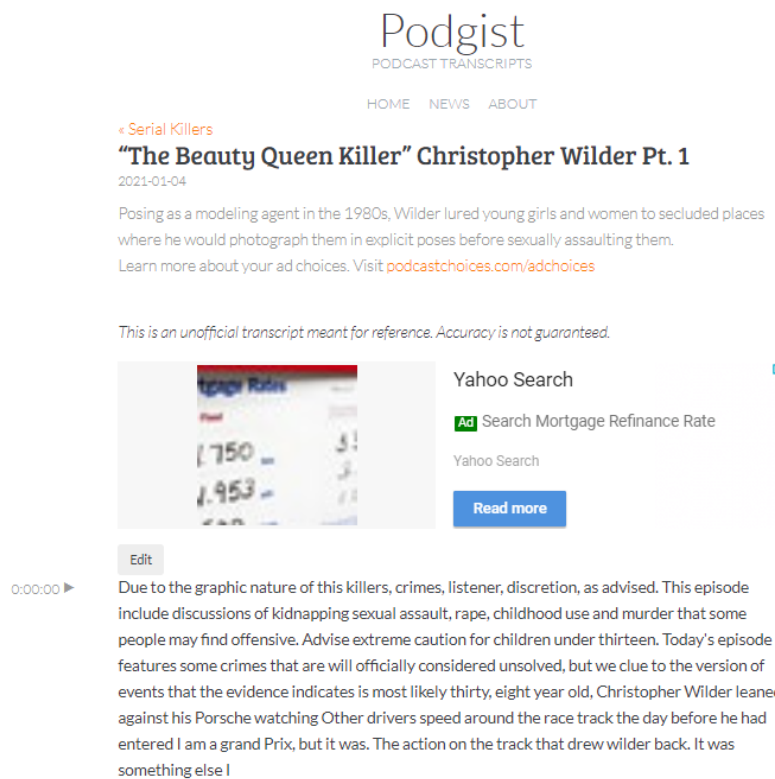 Podgist
PODCAST TRANSCRIPTS
HOME NEWS ABOUT
« Serial Killers
“The Beauty Queen Killer” Christopher Wilder Pt. 1
2021-01-04
Posing as a modeling agent in the 1980s, Wilder lured young girls and women to secluded places
where he would photograph them in explicit poses before sexually assaulting them.
Learn more about your ad choices. Visit podcastchoices.com/adchoices
This is an unofficial transcript meant for reference. Accuracy is not guaranteed.
Rates
.750
.953
Yahoo Search
Ad Search Mortgage Refinance Rate
Yahoo Search
Read more
Edit
0:00:00
Due to the graphic nature of this killers, crimes, listener, discretion, as advised. This episode
include discussions of kidnapping sexual assault, rape, childhood use and murder that some
people may find offensive. Advise extreme caution for children under thirteen. Today's episode
features some crimes that are will officially considered unsolved, but we clue to the version of
events that the evidence indicates is most likely thirty, eight year old, Christopher Wilder leane
against his Porsche watching Other drivers speed around the race track the day before he had
entered I am a grand Prix, but it was. The action on the track that drew wilder back. It was
something else I